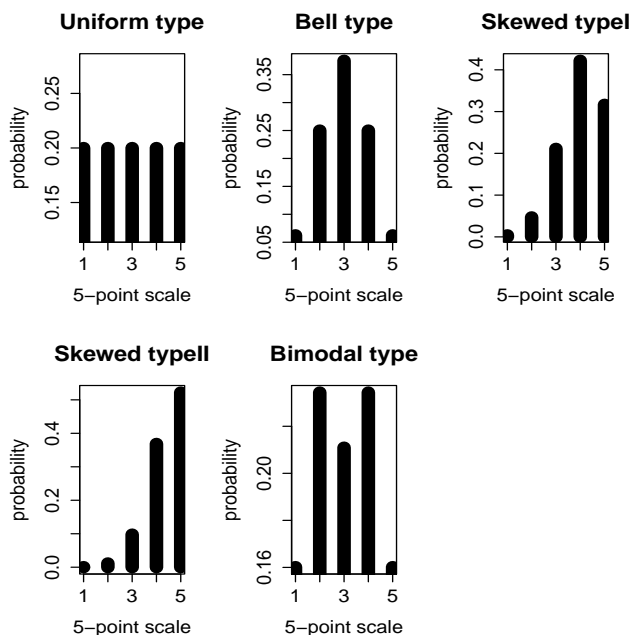 Uniform type
probability
0.15 0.20 0.25
1 3 5
5−point scale
Bell type
probability
0.05 0.15 0.25 0.35
1 3 5
5−point scale
Skewed typeI
probability
0.0 0.1 0.2 0.3 0.4
1 3 5
5−point scale
Skewed typeII
probability
0.0 0.2 0.4
1 3 5
5−point scale
Bimodal type
probability
0.16 0.20
1 3 5
5−point scale